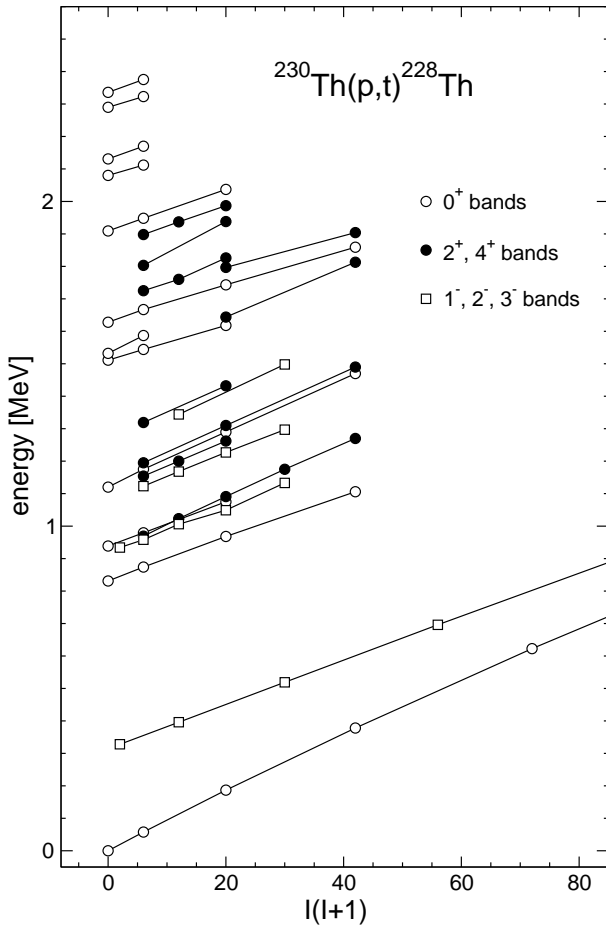 ²³⁰Th(p,t)²²⁸Th
0⁺ bands
2⁺, 4⁺ bands
1⁻, 2⁻, 3⁻ bands
energy [MeV]
2
1
0
0 20 40 60 80
I(I+1)